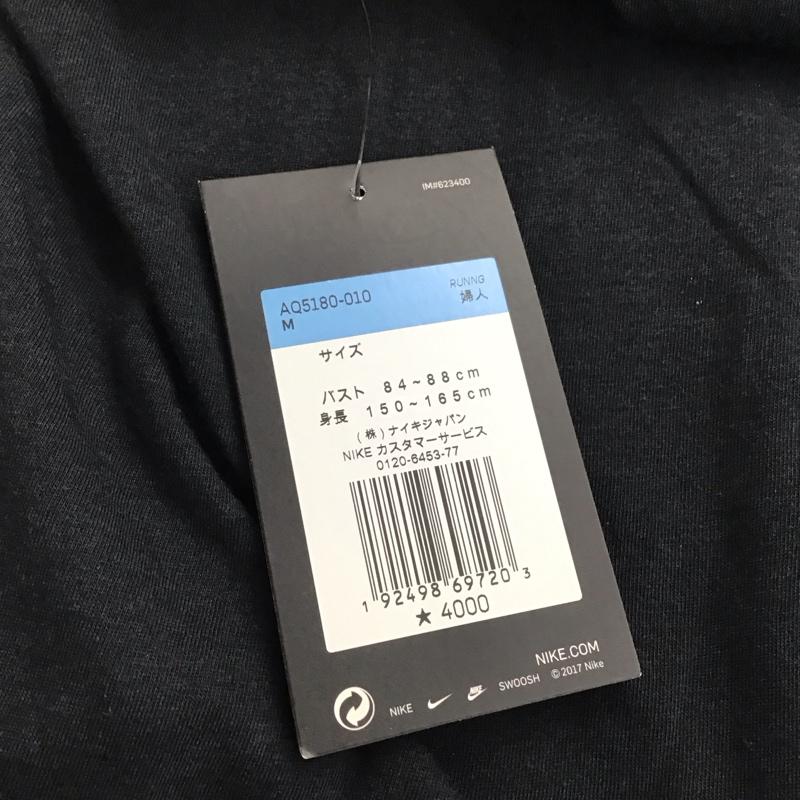 IM#623400
AQ5180-010 RUNNG
M 婦人
サイズ
バスト 84~88cm
身長 150~165cm
(株)ナイキジャパン
NIKE カスタマーサービス
0120-6453-77
1 92498 69720 3
★ 4000
NIKE.COM
NIKE NIKE SWOOSH ©2017 Nike